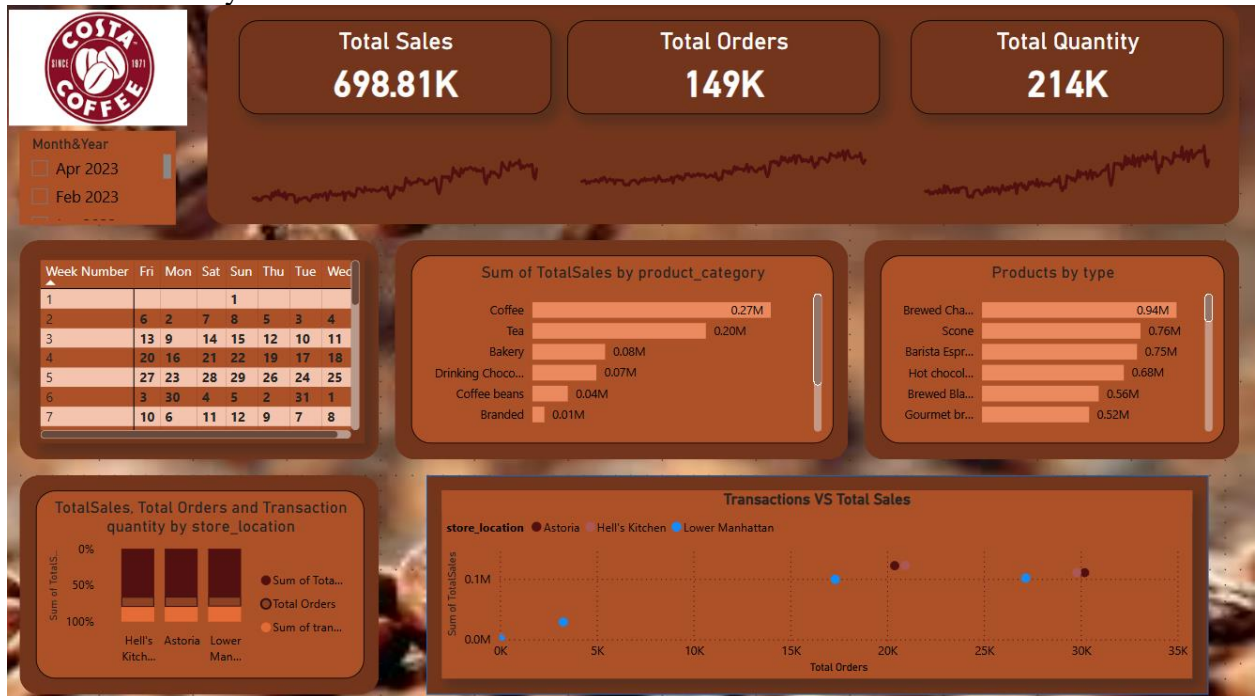 COSTA
SINCE 1971
COFFEE
Total Sales
698.81K
Total Orders
149K
Total Quantity
214K
Month&Year
Apr 2023
Feb 2023
Week Number Fri Mon Sat Sun Thu Tue Wed
1 1
2 6 2 7 8 5 3 4
3 13 9 14 15 12 10 11
4 20 16 21 22 19 17 18
5 27 23 28 29 26 24 25
6 3 30 4 5 2 31 1
7 10 6 11 12 9 7 8
Sum of TotalSales by product_category
Coffee 0.27M
Tea 0.20M
Bakery 0.08M
Drinking Choco... 0.07M
Coffee beans 0.04M
Branded 0.01M
Products by type
Brewed Cha... 0.94M
Scone 0.76M
Barista Espr... 0.75M
Hot chocol... 0.68M
Brewed Bla... 0.56M
Gourmet br... 0.52M
TotalSales, Total Orders and Transaction
quantity by store_location
Sum of TotalS...
0%
50%
100%
Hell's
Kitch...
Astoria
Lower
Man...
Sum of Tota...
Total Orders
Sum of tran...
Transactions VS Total Sales
store_location Astoria Hell's Kitchen Lower Manhattan
Sum of TotalSales
0.1M
0.0M
0K 5K 10K 15K 20K 25K 30K 35K
Total Orders